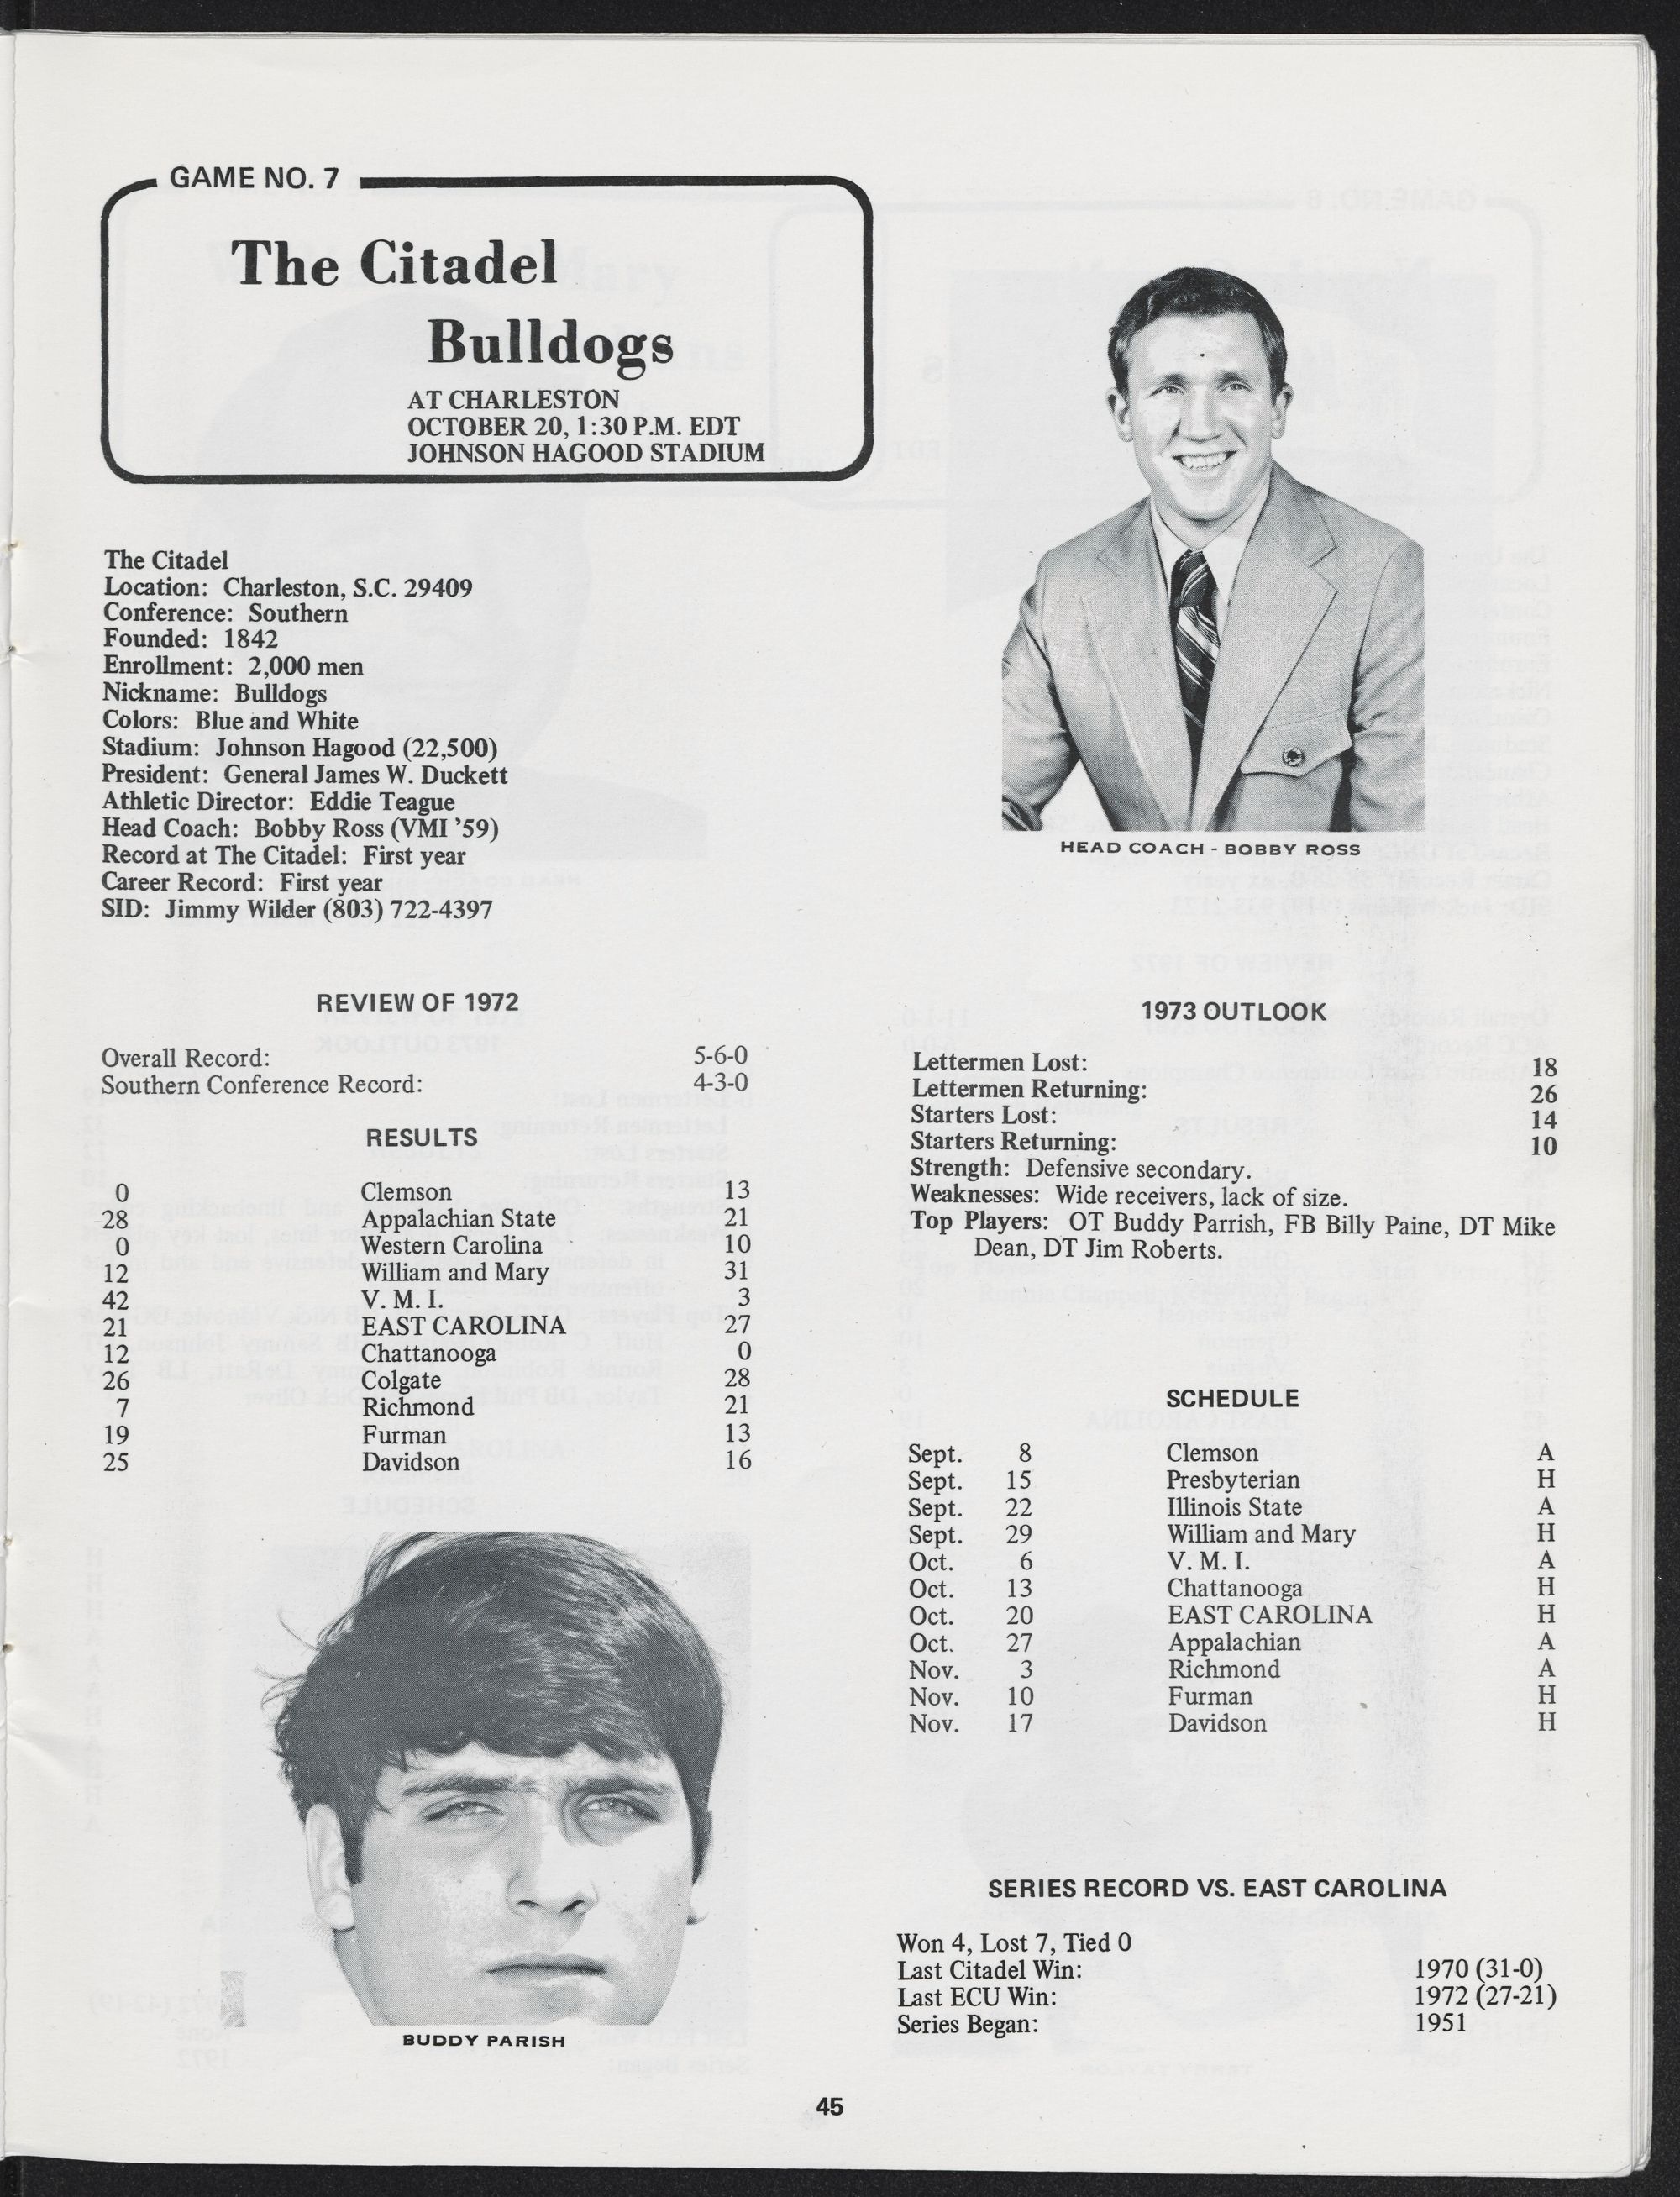 GAME NO. 7
The Citadel
Bulldogs
AT CHARLESTON
OCTOBER 20, 1:30 P.M. EDT
JOHNSON HAGOOD STADIUM
The Citadel
Location: Charleston, S.C. 29409
Conference: Southern
Founded: 1842
Enrollment: 2,000 men
Nickname: Bulldogs
Colors: Blue and White
Stadium: Johnson Hagood (22,500)
President: General James W. Duckett
Athletic Director: Eddie Teague
Head Coach: Bobby Ross (VMI '59)
Record at The Citadel: First year
Career Record: First year
SID: Jimmy Wilder (803) 722-4397
HEAD COACH - BOBBY ROSS
REVIEW OF 1972
Overall Record: 5-6-0
Southern Conference Record: 4-3-0
RESULTS
0 Clemson 13
28 Appalachian State 21
0 Western Carolina 10
12 William and Mary 31
42 V. M. I. 3
21 EAST CAROLINA 27
12 Chattanooga 0
26 Colgate 28
7 Richmond 21
19 Furman 13
25 Davidson 16
BUDDY PARISH
1973 OUTLOOK
Lettermen Lost: 18
Lettermen Returning: 26
Starters Lost: 14
Starters Returning: 10
Strength: Defensive secondary.
Weaknesses: Wide receivers, lack of size.
Top Players: OT Buddy Parrish, FB Billy Paine, DT Mike
Dean, DT Jim Roberts.
SCHEDULE
Sept. 8 Clemson A
Sept. 15 Presbyterian H
Sept. 22 Illinois State A
Sept. 29 William and Mary H
Oct. 6 V. M. I. A
Oct. 13 Chattanooga H
Oct. 20 EAST CAROLINA H
Oct. 27 Appalachian A
Nov. 3 Richmond A
Nov. 10 Furman H
Nov. 17 Davidson H
SERIES RECORD VS. EAST CAROLINA
Won 4, Lost 7, Tied 0
Last Citadel Win: 1970 (31-0)
Last ECU Win: 1972 (27-21)
Series Began: 1951
45